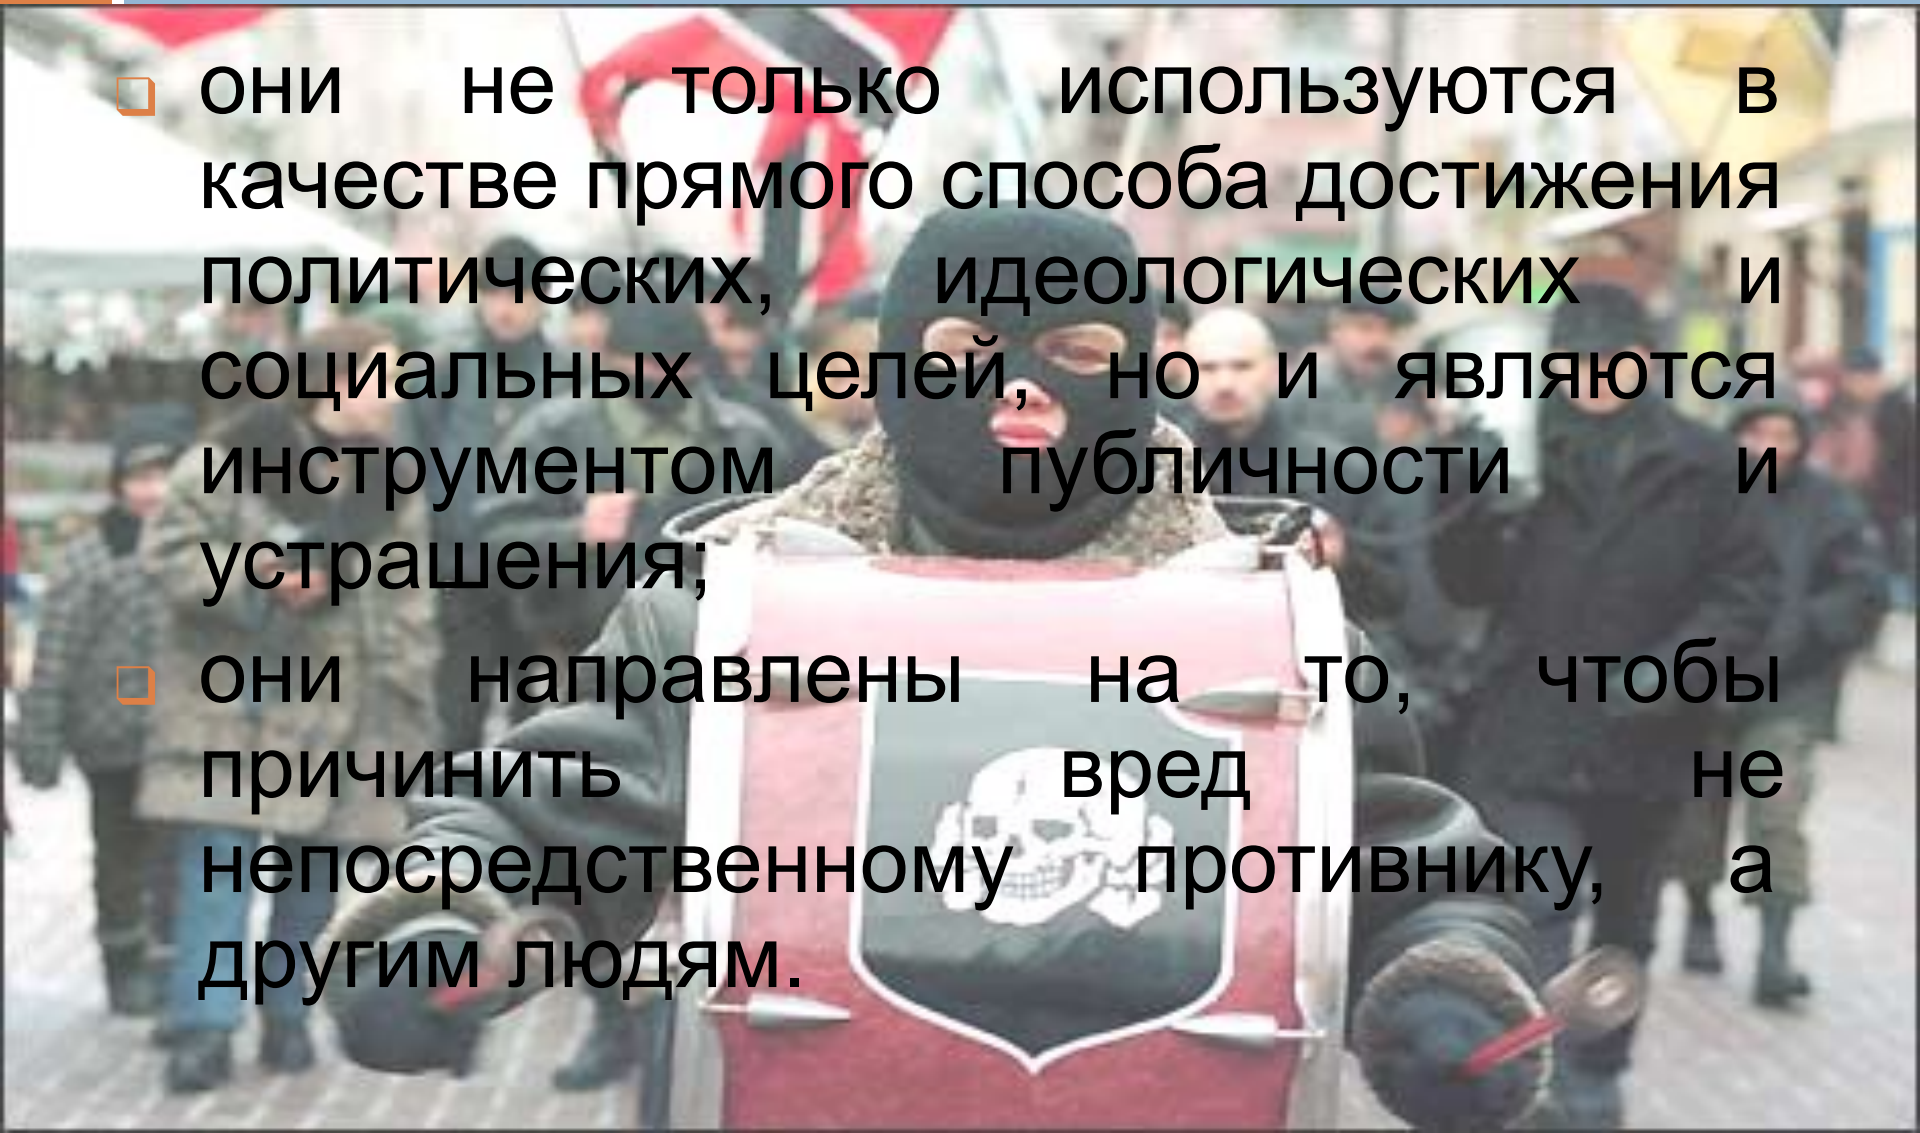 они не только используются в
качестве прямого способа достижения
политических, идеологических и
социальных целей, но и являются
инструментом публичности и
устрашения;
они направлены на то, чтобы
причинить вред не
непосредственному противнику, а
другим людям.